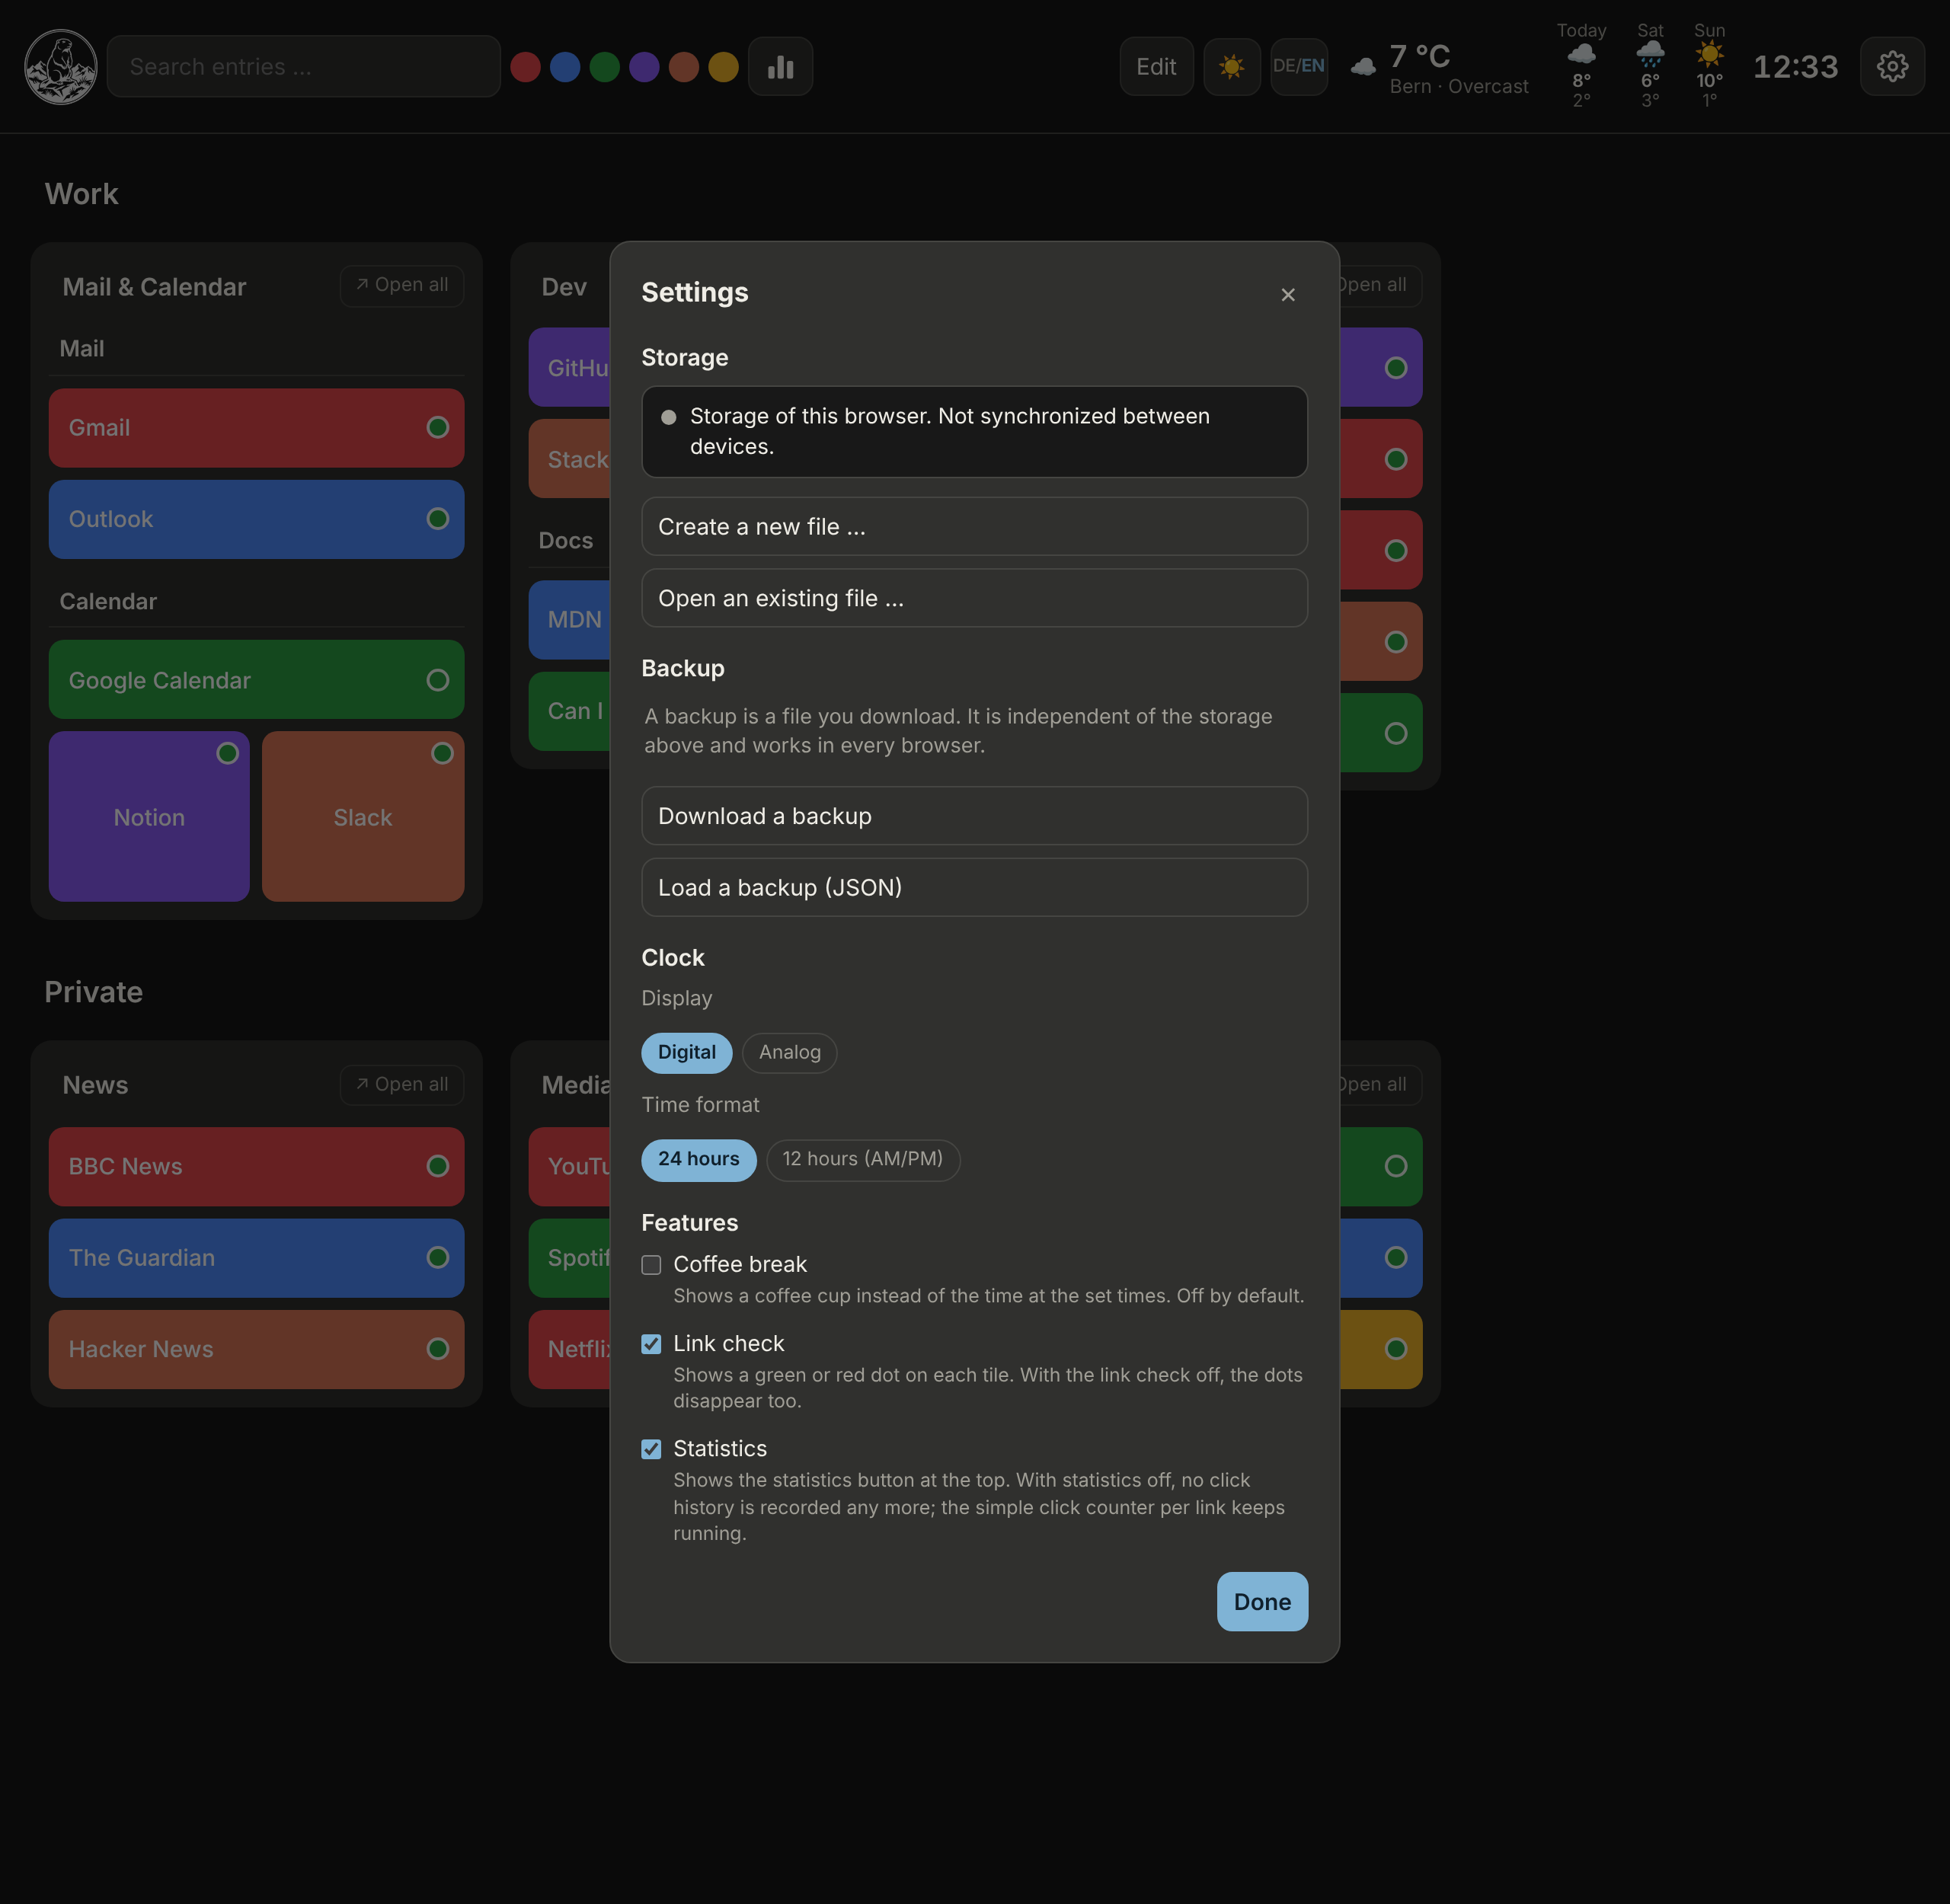 Search entries ...
Edit
DE/EN
7 °C
Bern · Overcast
Today
8°
2°
Sat
6°
3°
Sun
10°
1°
12:33
Work
Mail & Calendar
↗ Open all
Mail
Gmail
Outlook
Calendar
Google Calendar
Notion
Slack
Dev
GitHu
Stack
Docs
MDN
Can I
Open all
Private
News
↗ Open all
BBC News
The Guardian
Hacker News
Media
YouTu
Spotif
Netflix
Open all
Settings
×
Storage
Storage of this browser. Not synchronized between
devices.
Create a new file ...
Open an existing file ...
Backup
A backup is a file you download. It is independent of the storage
above and works in every browser.
Download a backup
Load a backup (JSON)
Clock
Display
Digital
Analog
Time format
24 hours
12 hours (AM/PM)
Features
Coffee break
Shows a coffee cup instead of the time at the set times. Off by default.
Link check
Shows a green or red dot on each tile. With the link check off, the dots
disappear too.
Statistics
Shows the statistics button at the top. With statistics off, no click
history is recorded any more; the simple click counter per link keeps
running.
Done